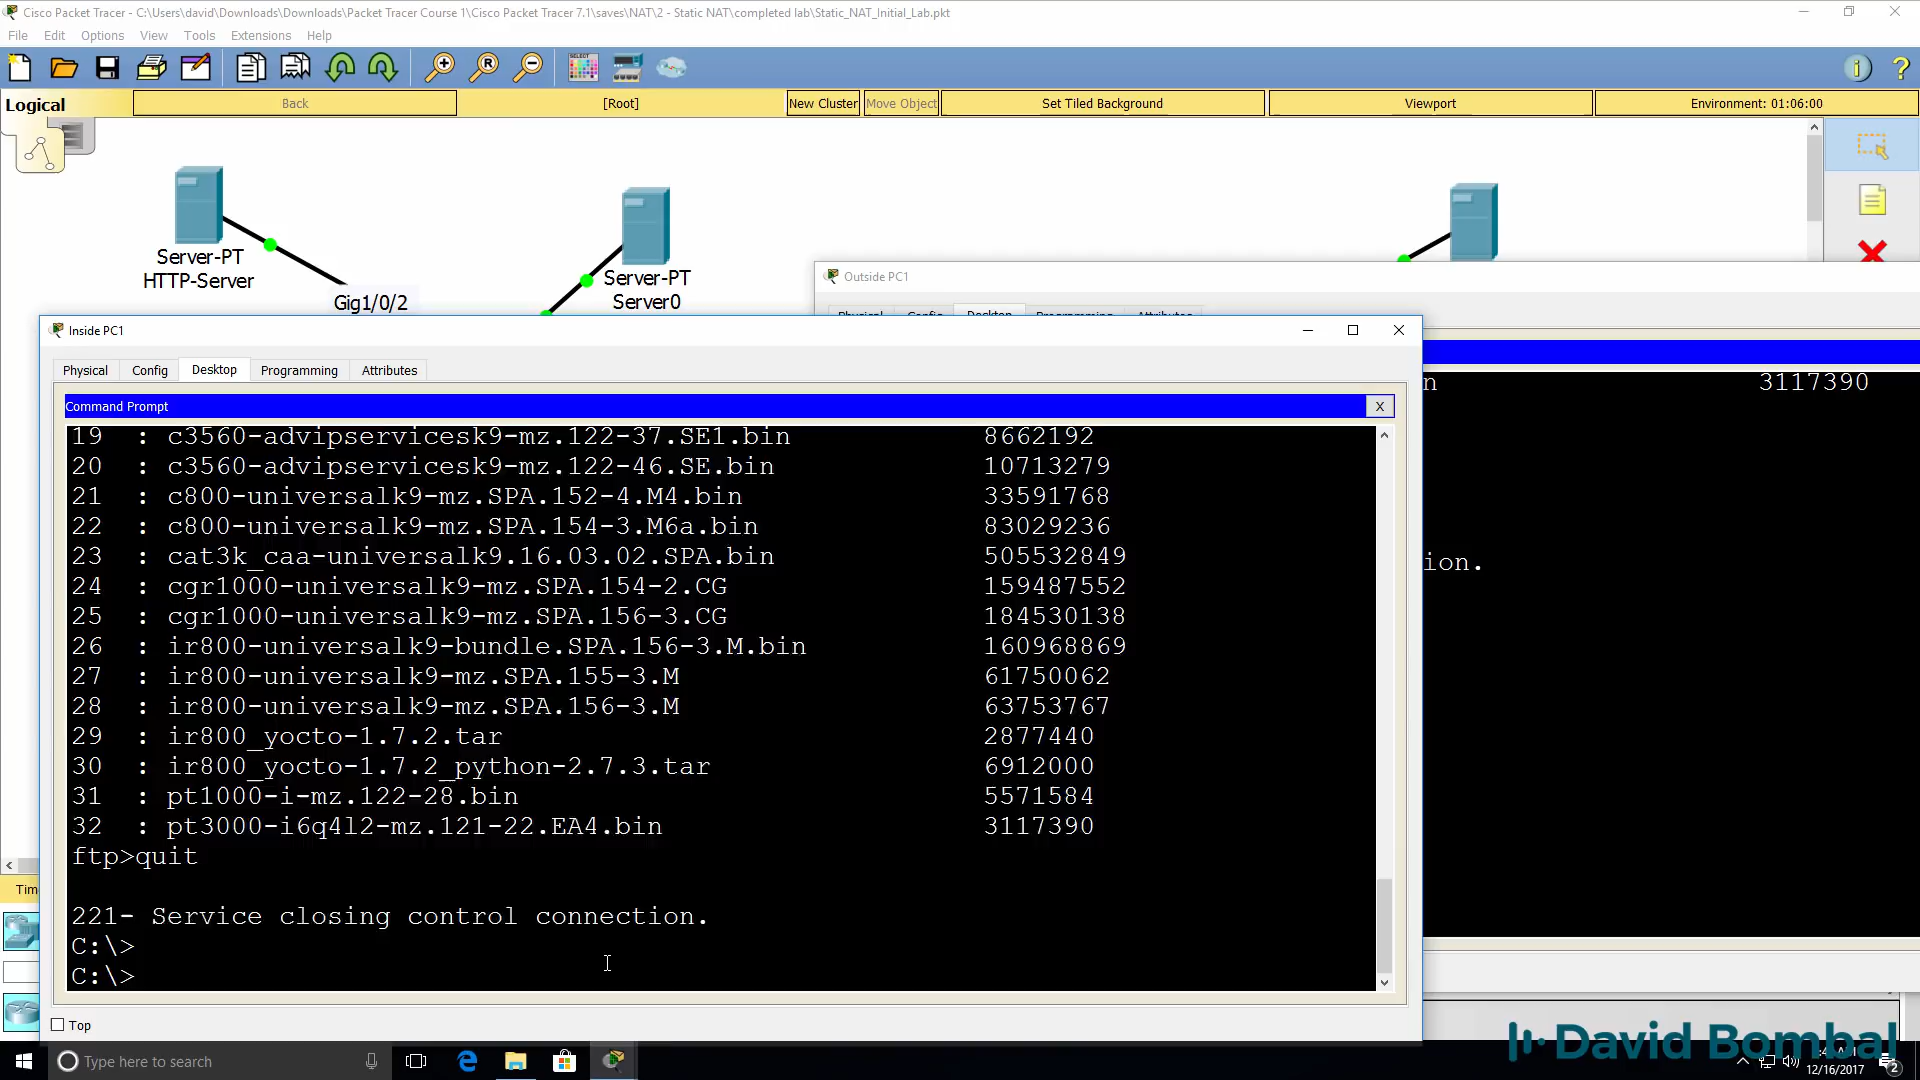 Cisco Packet Tracer - C:\Users\david\Downloads\Downloads\Packet Tracer Course 1\Cisco Packet Tracer 7.1\saves\NAT\2 - Static NAT\completed lab\Static_NAT_Initial_Lab.pkt
File Edit Options View Tools Extensions Help
Logical Back [Root] New Cluster Move Object Set Tiled Background Viewport Environment: 01:06:00
Server-PT
HTTP-Server
Gig1/0/2
Server-PT
Server0
Outside PC1
Physical Config Desktop Programming Attributes
n 3117390
ion.
Inside PC1
Physical Config Desktop Programming Attributes
Command Prompt X
19 : c3560-advipservicesk9-mz.122-37.SE1.bin 8662192
20 : c3560-advipservicesk9-mz.122-46.SE.bin 10713279
21 : c800-universalk9-mz.SPA.152-4.M4.bin 33591768
22 : c800-universalk9-mz.SPA.154-3.M6a.bin 83029236
23 : cat3k_caa-universalk9.16.03.02.SPA.bin 505532849
24 : cgr1000-universalk9-mz.SPA.154-2.CG 159487552
25 : cgr1000-universalk9-mz.SPA.156-3.CG 184530138
26 : ir800-universalk9-bundle.SPA.156-3.M.bin 160968869
27 : ir800-universalk9-mz.SPA.155-3.M 61750062
28 : ir800-universalk9-mz.SPA.156-3.M 63753767
29 : ir800_yocto-1.7.2.tar 2877440
30 : ir800_yocto-1.7.2_python-2.7.3.tar 6912000
31 : pt1000-i-mz.122-28.bin 5571584
32 : pt3000-i6q4l2-mz.121-22.EA4.bin 3117390
ftp>quit
221- Service closing control connection.
C:\>
C:\>
Tim
Top
David Bombal
Type here to search
12/16/2017
2